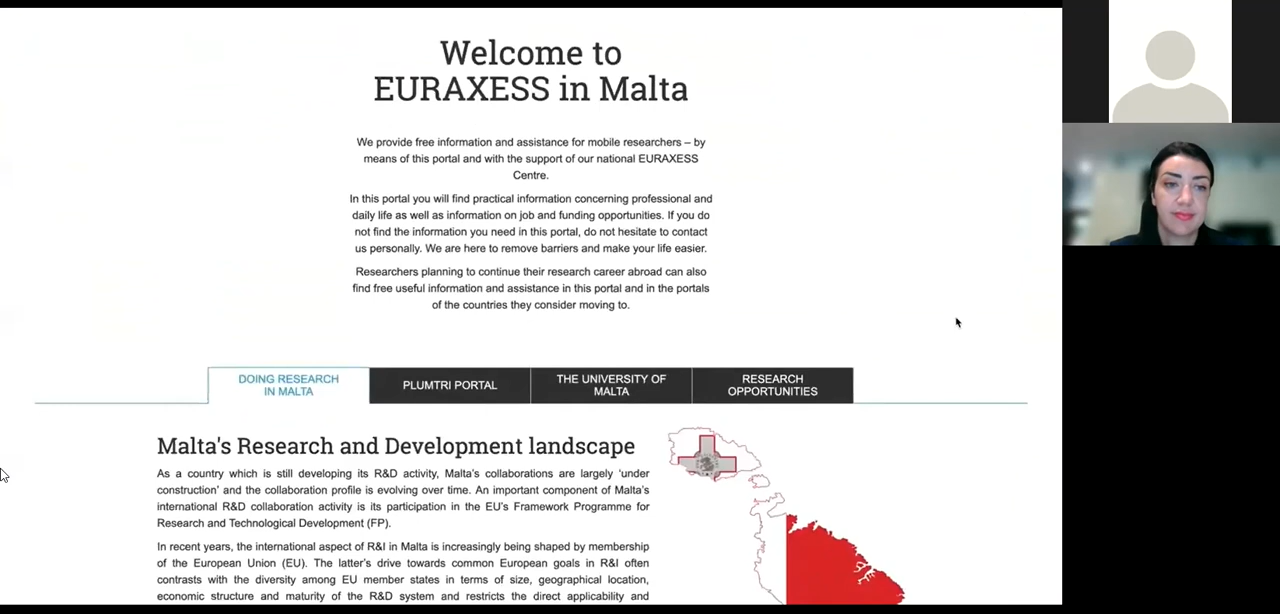 Welcome to
EURAXESS in Malta
We provide free information and assistance for mobile researchers – by
means of this portal and with the support of our national EURAXESS
Centre.
In this portal you will find practical information concerning professional and
daily life as well as information on job and funding opportunities. If you do
not find the information you need in this portal, do not hesitate to contact
us personally. We are here to remove barriers and make your life easier.
Researchers planning to continue their research career abroad can also
find free useful information and assistance in this portal and in the portals
of the countries they consider moving to.
DOING RESEARCH
IN MALTA
PLUMTRI PORTAL
THE UNIVERSITY OF
MALTA
RESEARCH
OPPORTUNITIES
Malta's Research and Development landscape
As a country which is still developing its R&D activity, Malta's collaborations are largely 'under
construction' and the collaboration profile is evolving over time. An important component of Malta's
international R&D collaboration activity is its participation in the EU's Framework Programme for
Research and Technological Development (FP).
In recent years, the international aspect of R&I in Malta is increasingly being shaped by membership
of the European Union (EU). The latter's drive towards common European goals in R&I often
contrasts with the diversity among EU member states in terms of size, geographical location,
economic structure and maturity of the R&D system and restricts the direct applicability and